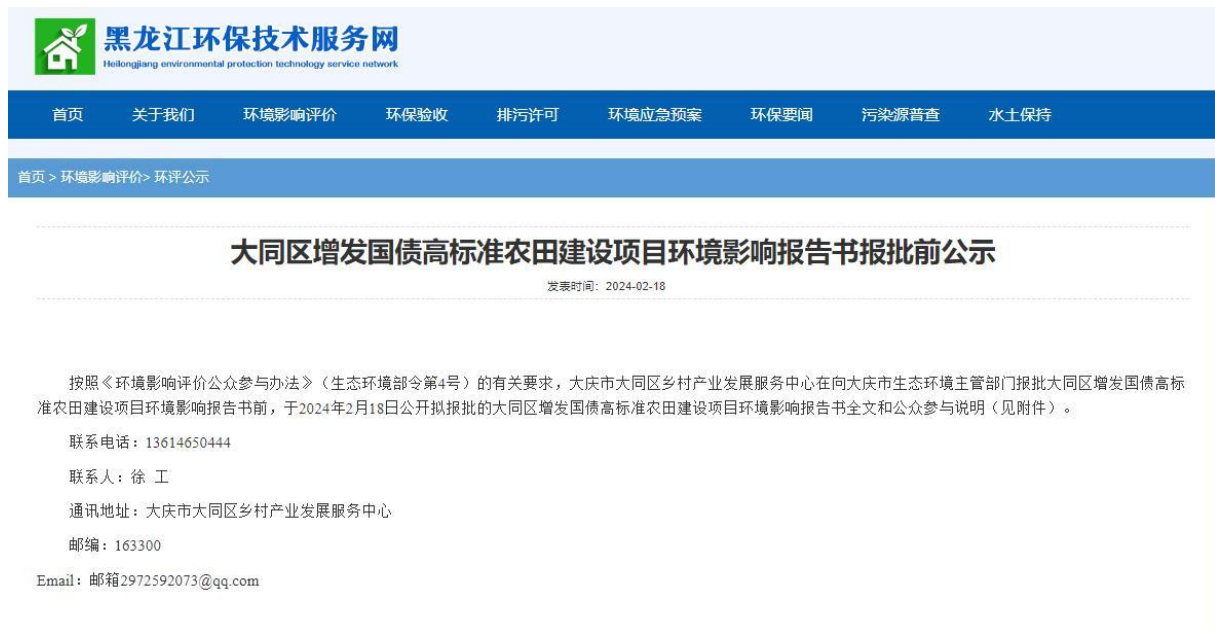 黑龙江环保技术服务网
Heilongjiang environmental protection technology service network
首页 关于我们 环境影响评价 环保验收 排污许可 环境应急预案 环保要闻 污染源普查 水土保持
首页 > 环境影响评价> 环评公示
大同区增发国债高标准农田建设项目环境影响报告书报批前公示
发表时间：2024-02-18
按照《环境影响评价公众参与办法》（生态环境部令第4号）的有关要求，大庆市大同区乡村产业发展服务中心在向大庆市生态环境主管部门报批大同区增发国债高标
准农田建设项目环境影响报告书前，于2024年2月18日公开拟报批的大同区增发国债高标准农田建设项目环境影响报告书全文和公众参与说明（见附件）。
联系电话：13614650444
联系人：徐 工
通讯地址：大庆市大同区乡村产业发展服务中心
邮编：163300
Email：邮箱2972592073@qq.com